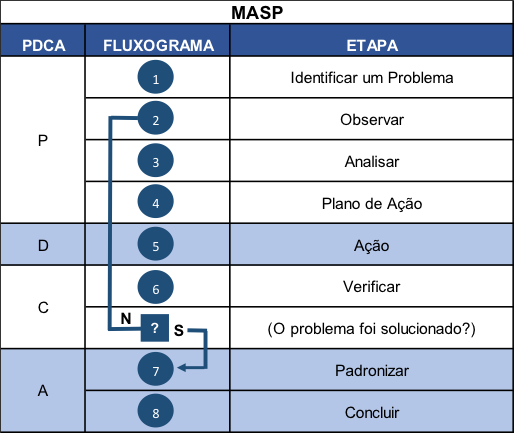 MASP
PDCA FLUXOGRAMA ETAPA
P
1 Identificar um Problema
2 Observar
3 Analisar
4 Plano de Ação
D 5 Ação
C
6 Verificar
N ? S (O problema foi solucionado?)
A
7 Padronizar
8 Concluir